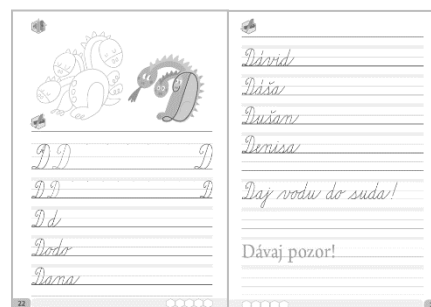 D D D
D D D
D d
Dodo
Dana
22
Dávid
Dáša
Dušan
Denisa
Daj vodu do suda!
Dávaj pozor!